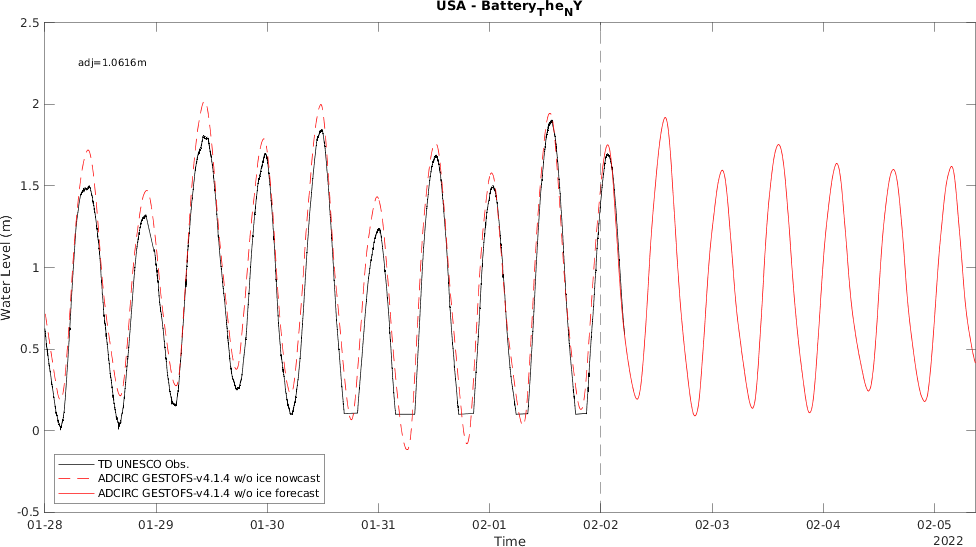 USA - Battery_The_NY
2.5
adj=1.0616m
2
1.5
1
0.5
0
-0.5
Water Level (m)
TD UNESCO Obs.
ADCIRC GESTOFS-v4.1.4 w/o ice nowcast
ADCIRC GESTOFS-v4.1.4 w/o ice forecast
01-28 01-29 01-30 01-31 02-01 02-02 02-03 02-04 02-05
Time
2022